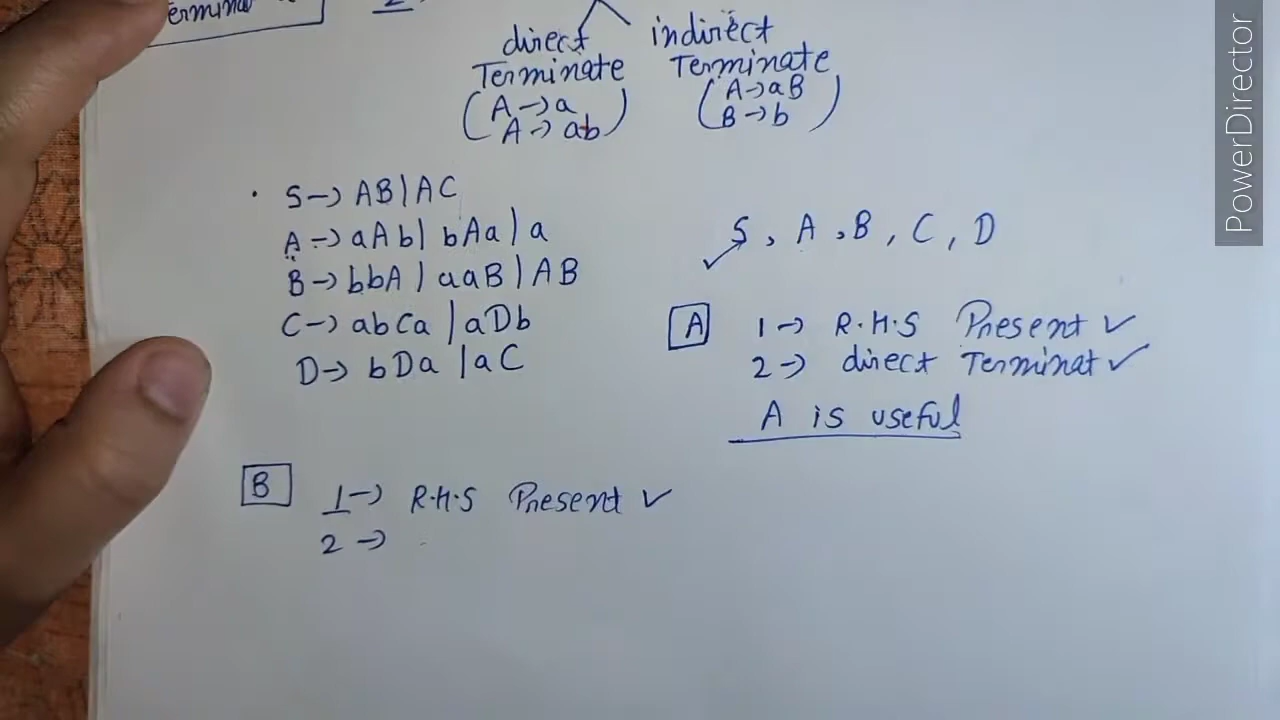 direct indirect
Terminate Terminate
(A→a (A→aB
A→ab) B→b)
· S→AB|AC
A→aAb|bAa|a
B→bbA|aaB|AB
C→abCa|aDb
D→bDa|aC
S, A, B, C, D
A 1→ R.H.S Present ✓
2→ direct Terminat ✓
A is useful
B 1→ R.H.S Present ✓
2→
PowerDirector